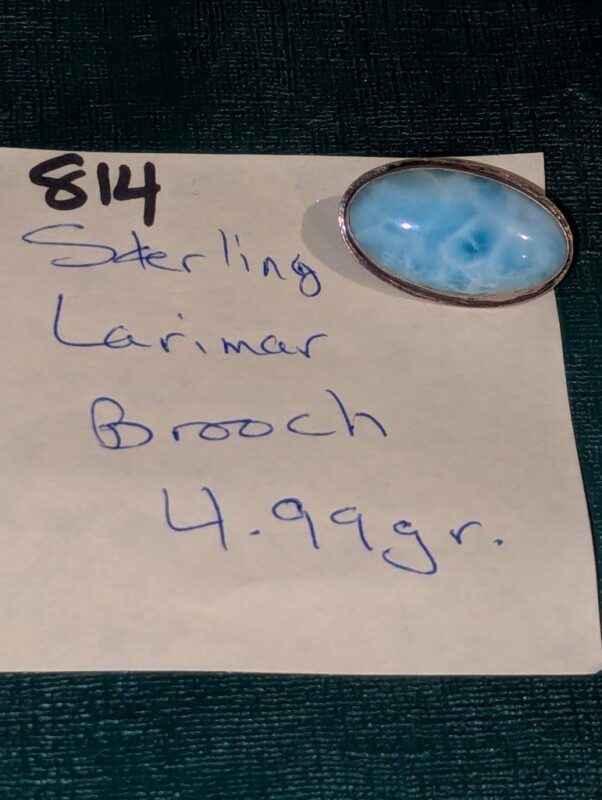 814
Sterling
Larimar
Brooch
4.99gr.